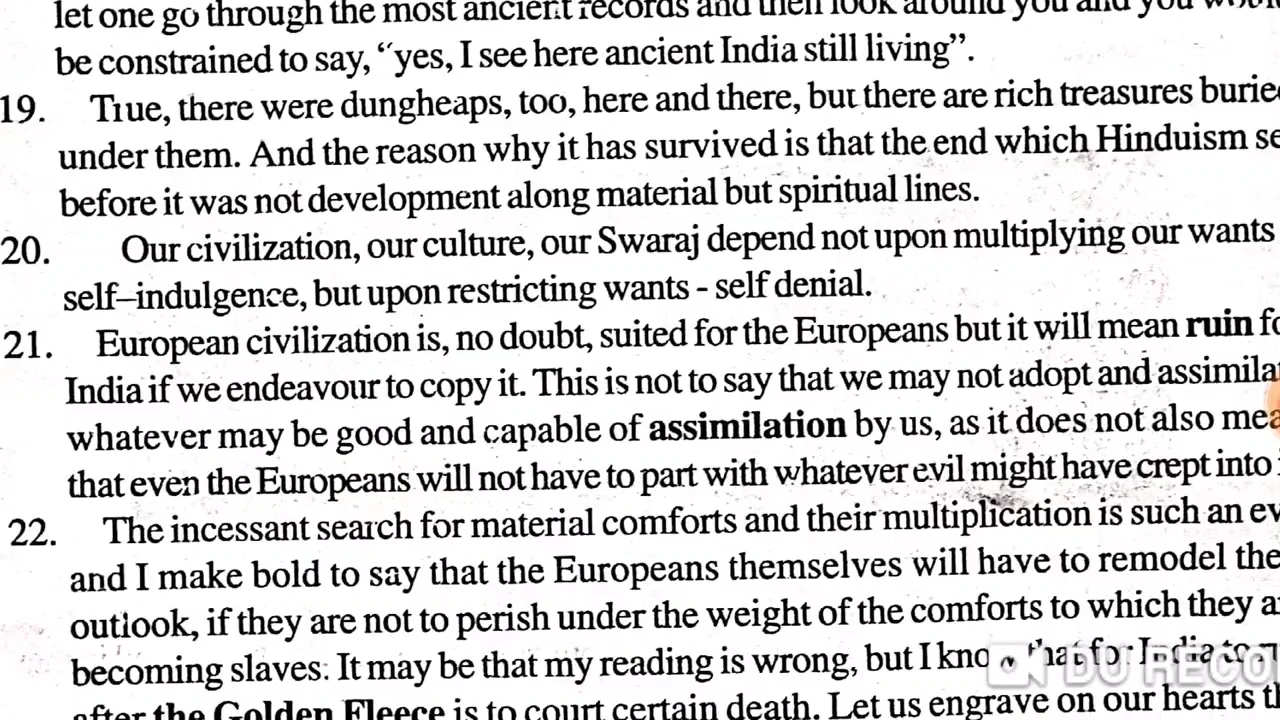 let one go through the most ancient records and then look around you and you would
be constrained to say, “yes, I see here ancient India still living”.
19. True, there were dungheaps, too, here and there, but there are rich treasures burie
under them. And the reason why it has survived is that the end which Hinduism se
before it was not development along material but spiritual lines.
20. Our civilization, our culture, our Swaraj depend not upon multiplying our wants
self–indulgence, but upon restricting wants - self denial.
21. European civilization is, no doubt, suited for the Europeans but it will mean ruin fo
India if we endeavour to copy it. This is not to say that we may not adopt and assimila
whatever may be good and capable of assimilation by us, as it does not also mea
that even the Europeans will not have to part with whatever evil might have crept into
22. The incessant search for material comforts and their multiplication is such an ev
and I make bold to say that the Europeans themselves will have to remodel the
outlook, if they are not to perish under the weight of the comforts to which they a
becoming slaves. It may be that my reading is wrong, but I know that for India to
DU RECO
after the Golden Fleece is to court certain death. Let us engrave on our hearts th